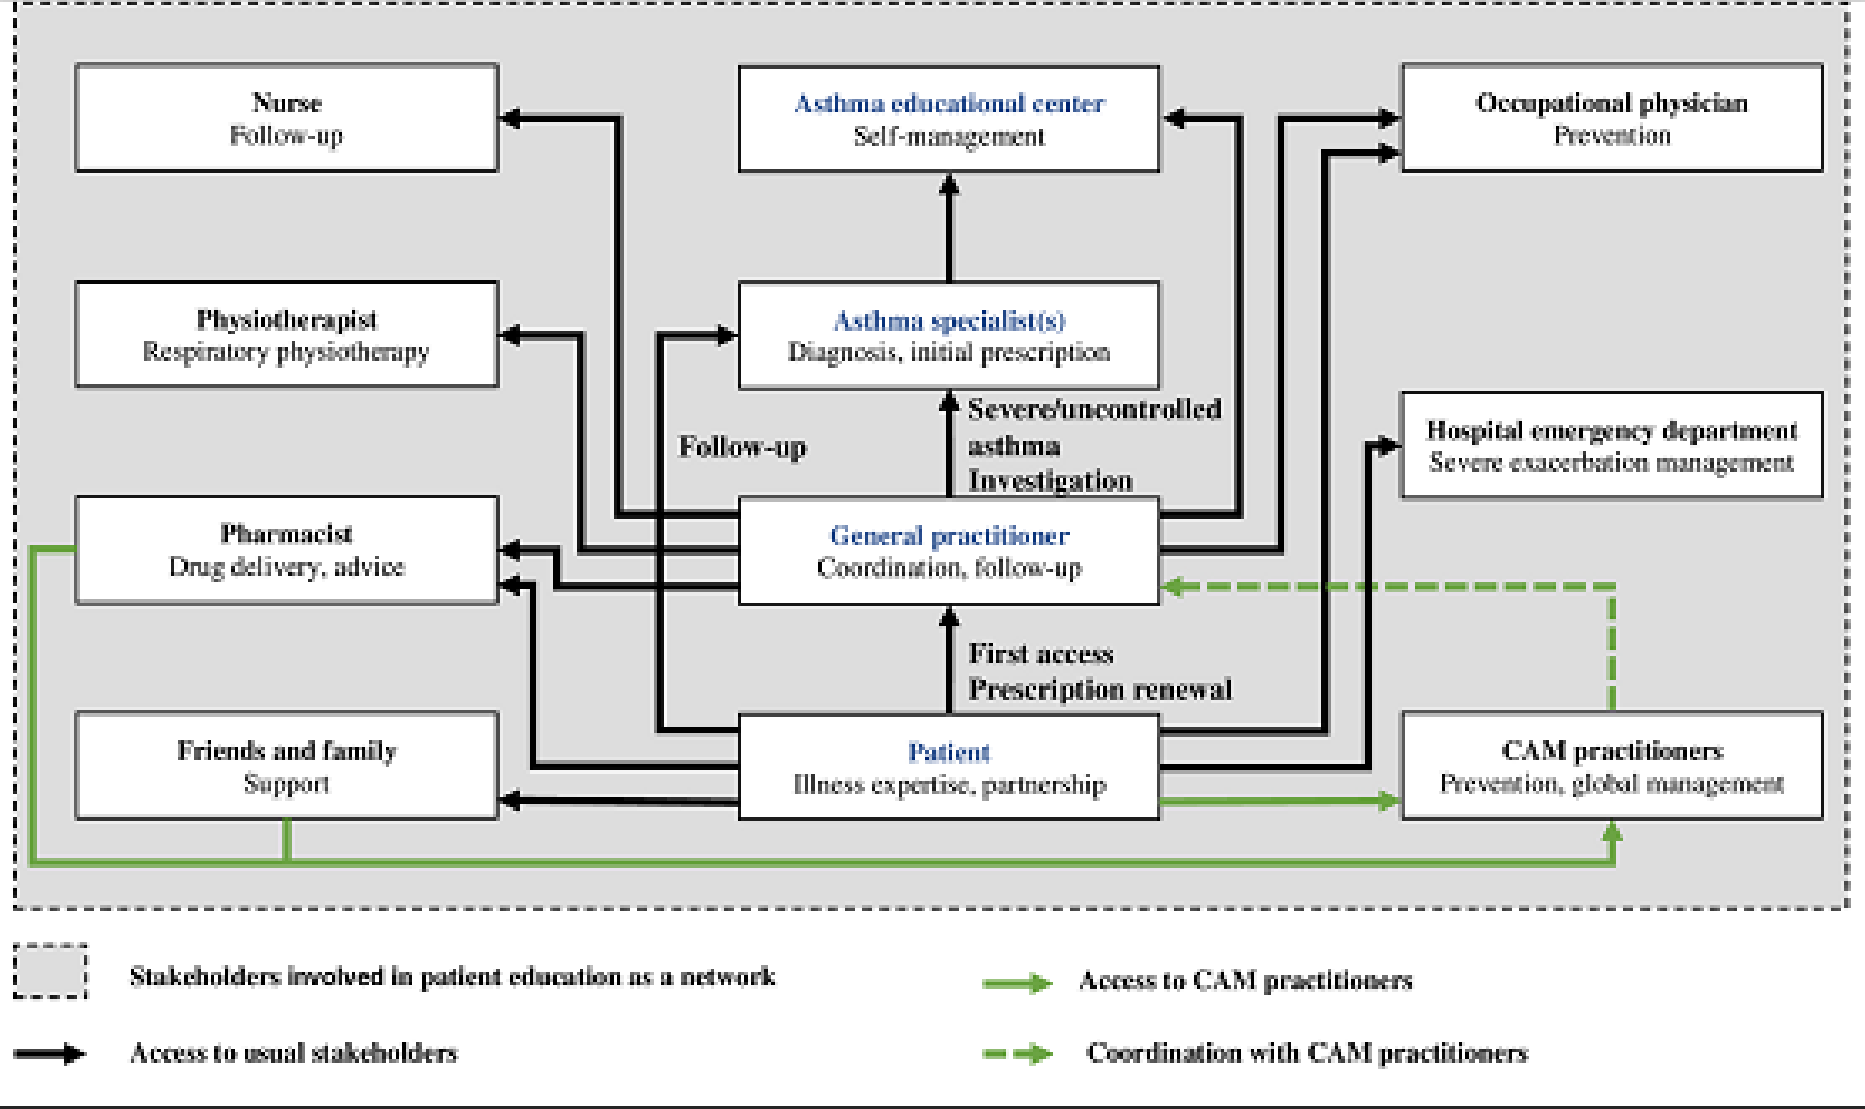 Nurse
Follow-up
Asthma educational center
Self-management
Occupational physician
Prevention
Physiotherapist
Respiratory physiotherapy
Asthma specialist(s)
Diagnosis, initial prescription
Follow-up
Severe/uncontrolled
asthma
Investigation
Hospital emergency department
Severe exacerbation management
Pharmacist
Drug delivery, advice
General practitioner
Coordination, follow-up
First access
Prescription renewal
Friends and family
Support
Patient
Illness expertise, partnership
CAM practitioners
Prevention, global management
Stakeholders involved in patient education as a network
Access to CAM practitioners
Access to usual stakeholders
Coordination with CAM practitioners